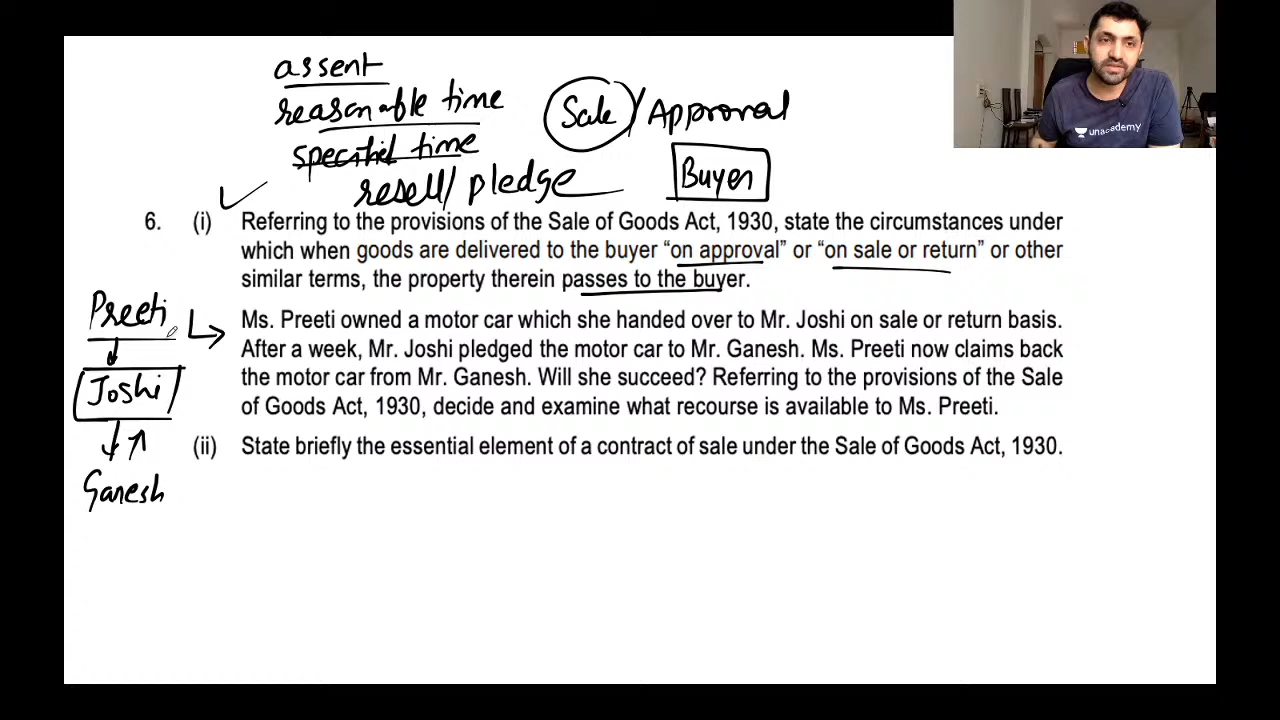 assent
reasonable time
specified time
resell/pledge
Sale/Approval
Buyer
unacademy
6. (i) Referring to the provisions of the Sale of Goods Act, 1930, state the circumstances under
which when goods are delivered to the buyer “on approval” or “on sale or return” or other
similar terms, the property therein passes to the buyer.
Preeti
Joshi
Ganesh
Ms. Preeti owned a motor car which she handed over to Mr. Joshi on sale or return basis.
After a week, Mr. Joshi pledged the motor car to Mr. Ganesh. Ms. Preeti now claims back
the motor car from Mr. Ganesh. Will she succeed? Referring to the provisions of the Sale
of Goods Act, 1930, decide and examine what recourse is available to Ms. Preeti.
(ii) State briefly the essential element of a contract of sale under the Sale of Goods Act, 1930.